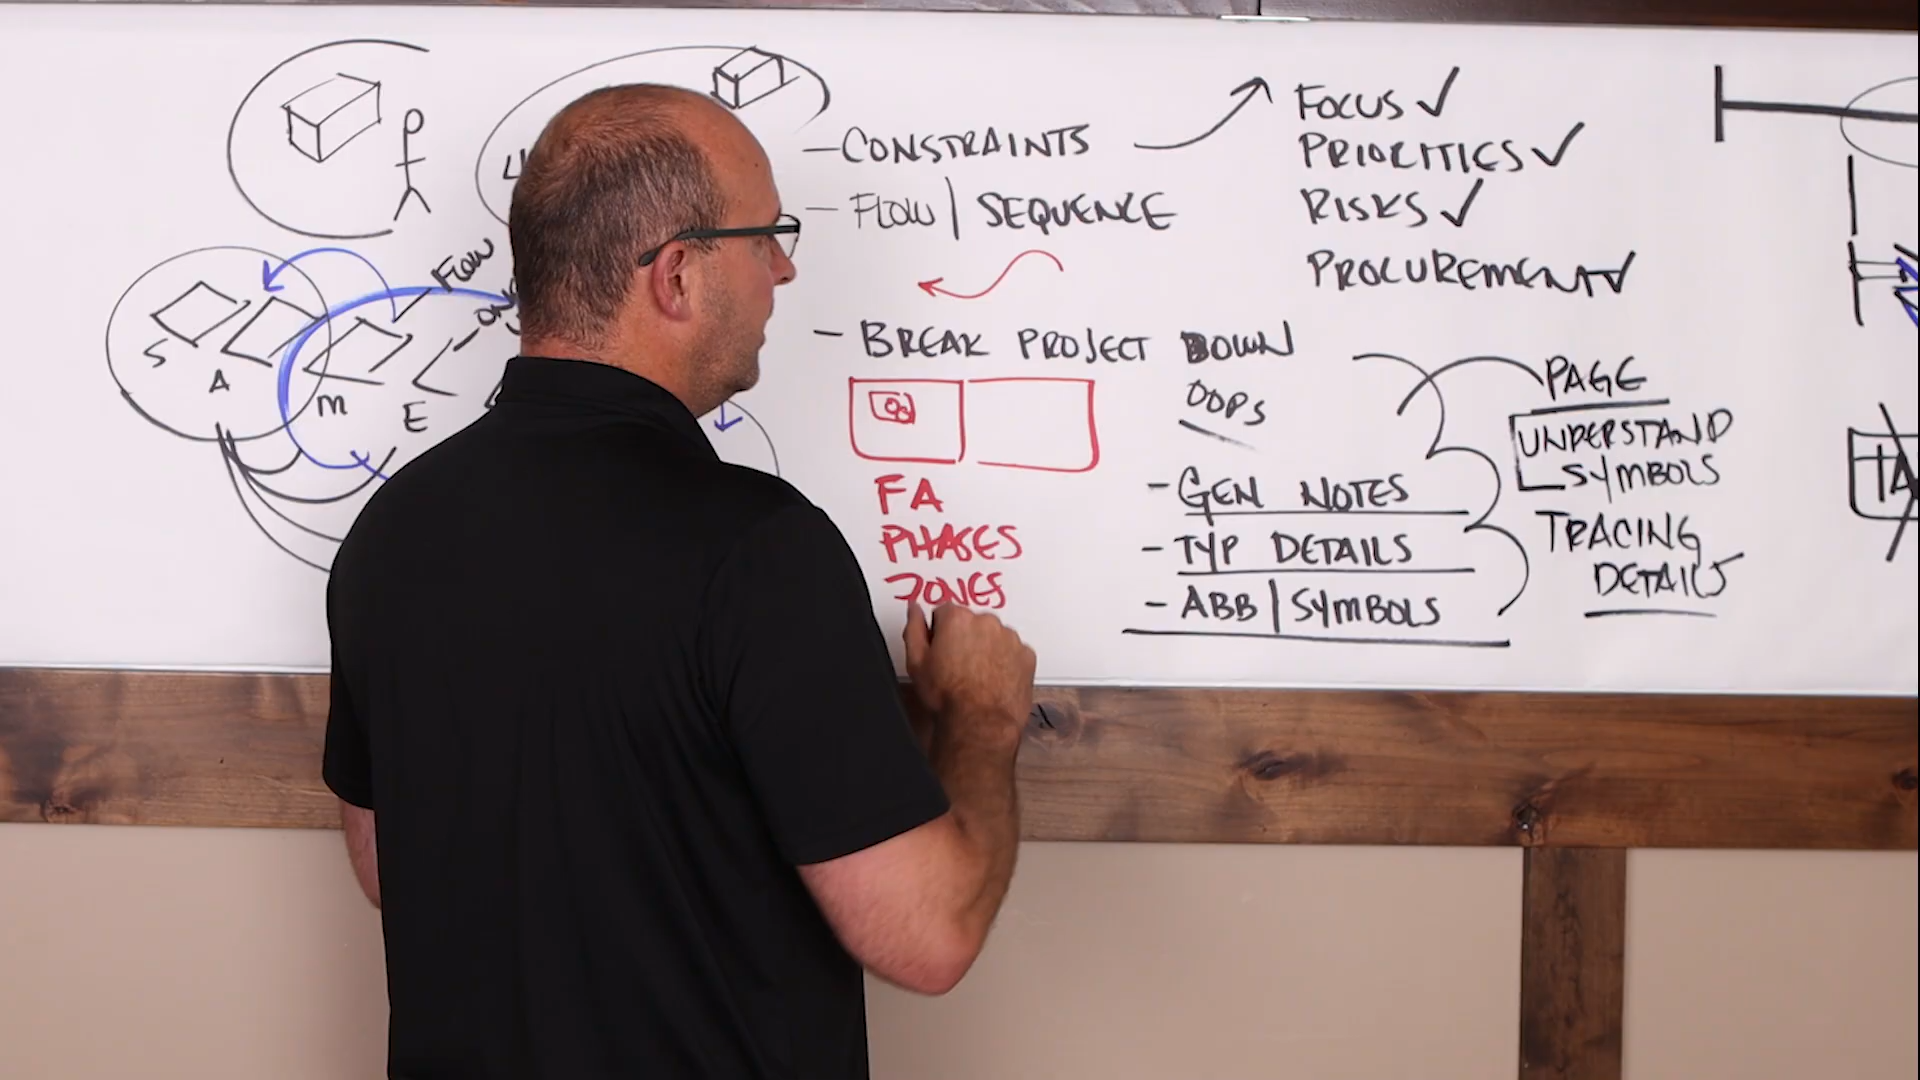 - CONSTRAINTS
- FLOW | SEQUENCE
FOCUS ✓
PRIORITIES ✓
RISKS ✓
PROCUREMENT ✓
- BREAK PROJECT DOWN
OOPS
FA
PHASES
ZONES
- GEN NOTES
- TYP DETAILS
- ABB | SYMBOLS
PAGE
UNDERSTAND
SYMBOLS
TRACING
DETAILS
FLOW
S
A
M
E